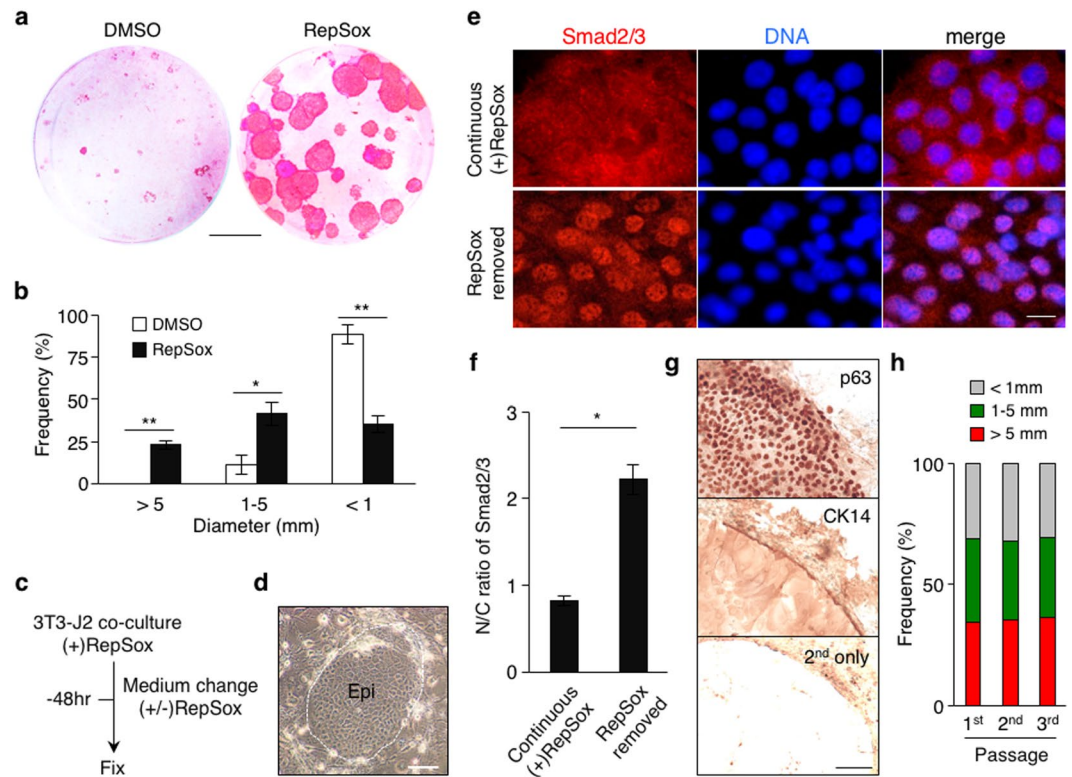 a
DMSO
RepSox
b
100
75
50
25
0
Frequency (%)
DMSO
RepSox
**
*
**
> 5
1-5
< 1
Diameter (mm)
c
3T3-J2 co-culture
(+)RepSox
-48hr
Medium change
(+/-)RepSox
Fix
d
Epi
e
Smad2/3
DNA
merge
Continuous
(+)RepSox
RepSox
removed
f
N/C ratio of Smad2/3
3
2
1
0
*
Continuous
(+)RepSox
RepSox
removed
g
p63
CK14
2nd only
h
< 1mm
1-5 mm
> 5 mm
Frequency (%)
100
50
0
1st
2nd
3rd
Passage